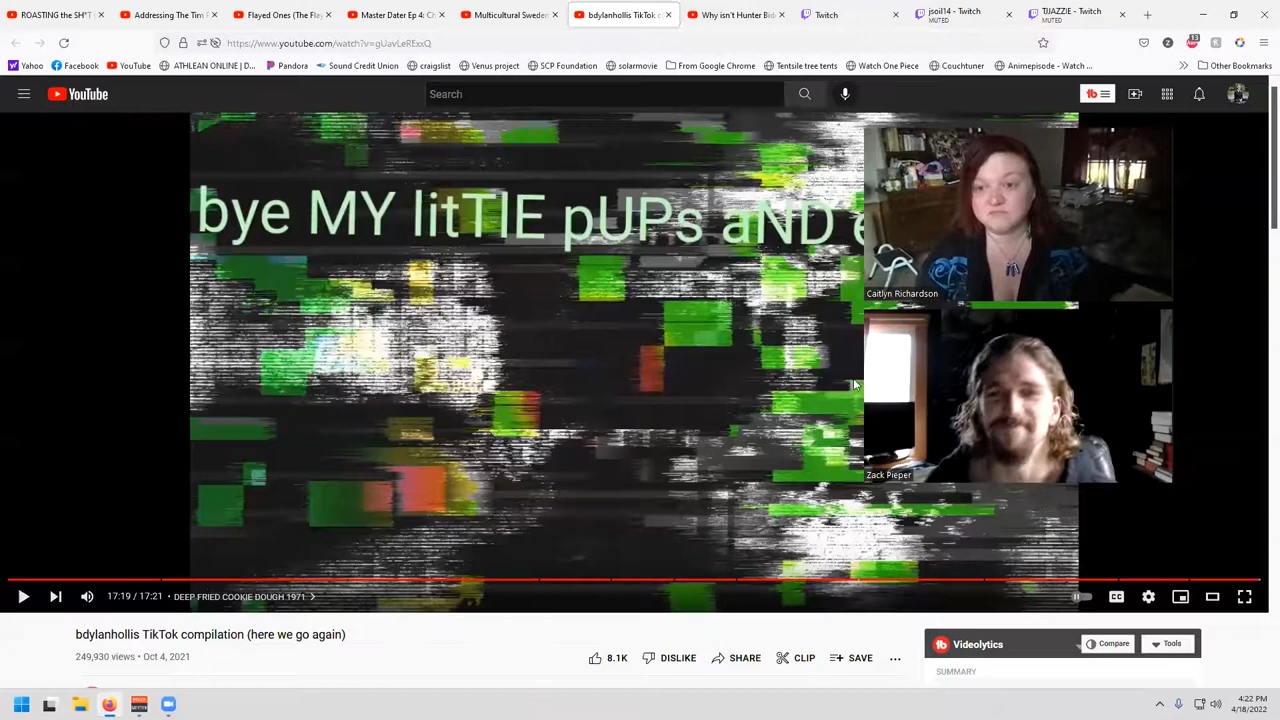 ROASTING the SH*T
Addressing The Tim F
Flayed Ones (The Flay
Master Dater Ep 4: Ch
Multicultural Sweden
bdylanhollis TikTok c
Why isn't Hunter Bid
Twitch
jsoil14 - Twitch
MUTED
TJJAZZIE - Twitch
MUTED
https://www.youtube.com/watch?v=gUavLeRExxQ
13
Yahoo
Facebook
YouTube
ATHLEAN ONLINE | D...
Pandora
Sound Credit Union
craigslist
Venus project
SCP Foundation
solarmovie
From Google Chrome
Tentsile tree tents
Watch One Piece
Couchtuner
Animepisode - Watch ...
Other Bookmarks
YouTube
Search
bye MY litTlE pUPs aND e
Caitlyn Richardson
Zack Pieper
17:19 / 17:21 • DEEP FRIED COOKIE DOUGH 1971
CC
bdylanhollis TikTok compilation (here we go again)
249,930 views • Oct 4, 2021
8.1K DISLIKE SHARE CLIP SAVE
Videolytics
Compare
Tools
SUMMARY
4:22 PM
4/18/2022